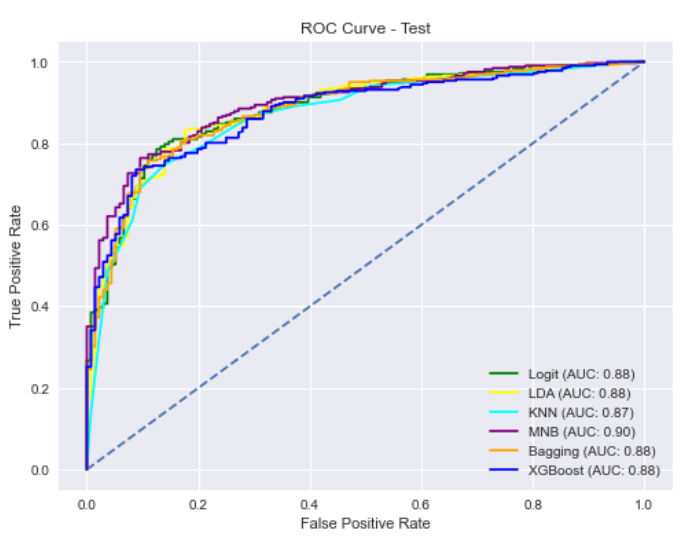 ROC Curve - Test
True Positive Rate
1.0
0.8
0.6
0.4
0.2
0.0
Logit (AUC: 0.88)
LDA (AUC: 0.88)
KNN (AUC: 0.87)
MNB (AUC: 0.90)
Bagging (AUC: 0.88)
XGBoost (AUC: 0.88)
0.0 0.2 0.4 0.6 0.8 1.0
False Positive Rate